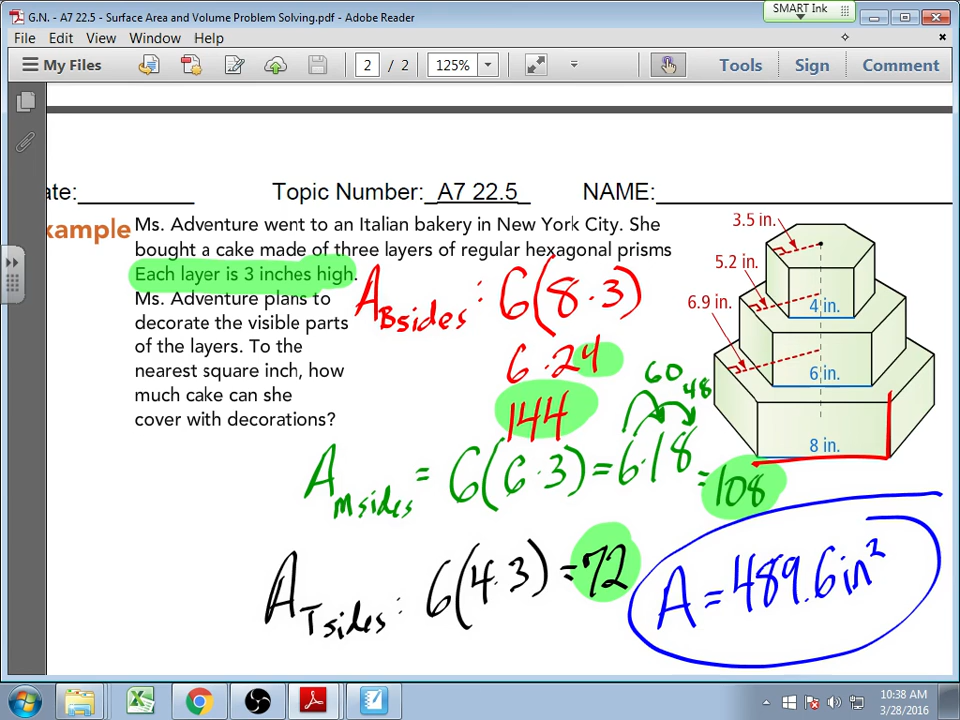 G.N. - A7 22.5 - Surface Area and Volume Problem Solving.pdf - Adobe Reader
SMART Ink
File Edit View Window Help
My Files 2 / 2 125% Tools Sign Comment
ate:_________ Topic Number:_A7 22.5_ NAME:
xample Ms. Adventure went to an Italian bakery in New York City. She
bought a cake made of three layers of regular hexagonal prisms
Each layer is 3 inches high.
Ms. Adventure plans to
decorate the visible parts
of the layers. To the
nearest square inch, how
much cake can she
cover with decorations?
3.5 in.
5.2 in.
6.9 in.
4 in.
6 in.
8 in.
A Bsides : 6(8·3)
6·24
144
60
48
A Msides = 6(6·3) = 6·18
= 108
A Tsides : 6(4·3) = 72
A = 489.6 in²
10:38 AM
3/28/2016